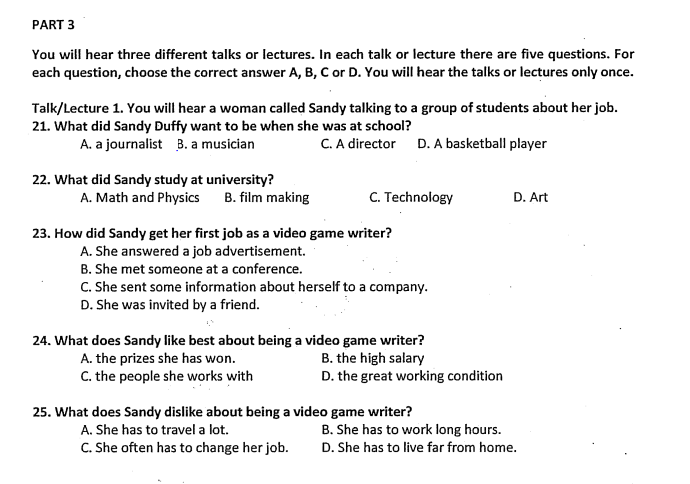 PART 3
You will hear three different talks or lectures. In each talk or lecture there are five questions. For
each question, choose the correct answer A, B, C or D. You will hear the talks or lectures only once.
Talk/Lecture 1. You will hear a woman called Sandy talking to a group of students about her job.
21. What did Sandy Duffy want to be when she was at school?
A. a journalist B. a musician C. A director D. A basketball player
22. What did Sandy study at university?
A. Math and Physics B. film making C. Technology D. Art
23. How did Sandy get her first job as a video game writer?
A. She answered a job advertisement.
B. She met someone at a conference.
C. She sent some information about herself to a company.
D. She was invited by a friend.
24. What does Sandy like best about being a video game writer?
A. the prizes she has won. B. the high salary
C. the people she works with D. the great working condition
25. What does Sandy dislike about being a video game writer?
A. She has to travel a lot. B. She has to work long hours.
C. She often has to change her job. D. She has to live far from home.